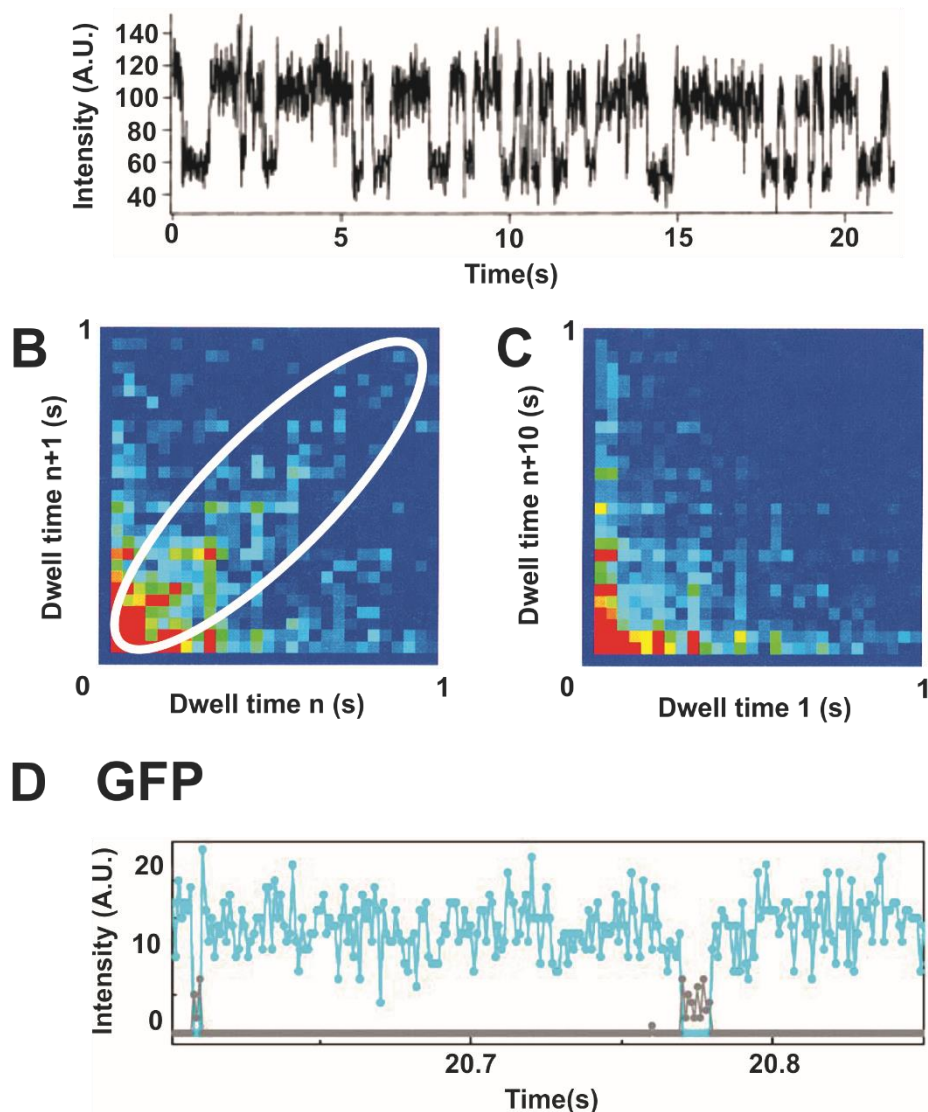 Intensity (A.U.)
140
120
100
80
60
40
0
5
10
15
20
Time(s)
B
1
Dwell time n+1 (s)
0
1
Dwell time n (s)
C
1
Dwell time n+10 (s)
0
1
Dwell time 1 (s)
D GFP
Intensity (A.U.)
20
10
0
20.7
20.8
Time(s)